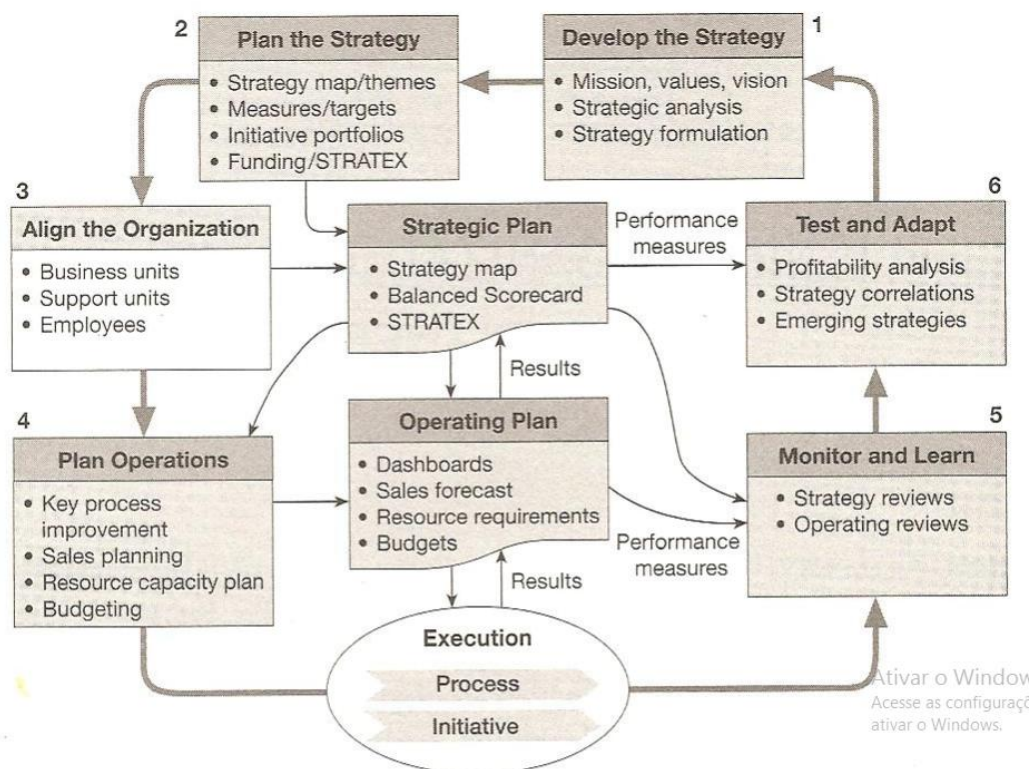 2
Plan the Strategy
• Strategy map/themes
• Measures/targets
• Initiative portfolios
• Funding/STRATEX
1
Develop the Strategy
• Mission, values, vision
• Strategic analysis
• Strategy formulation
3
Align the Organization
• Business units
• Support units
• Employees
Strategic Plan
• Strategy map
• Balanced Scorecard
• STRATEX
Performance
measures
6
Test and Adapt
• Profitability analysis
• Strategy correlations
• Emerging strategies
Results
4
Plan Operations
• Key process
improvement
• Sales planning
• Resource capacity plan
• Budgeting
Operating Plan
• Dashboards
• Sales forecast
• Resource requirements
• Budgets
Performance
measures
5
Monitor and Learn
• Strategy reviews
• Operating reviews
Results
Execution
Process
Initiative
Ativar o Window
Acesse as configuraçõ
ativar o Windows.